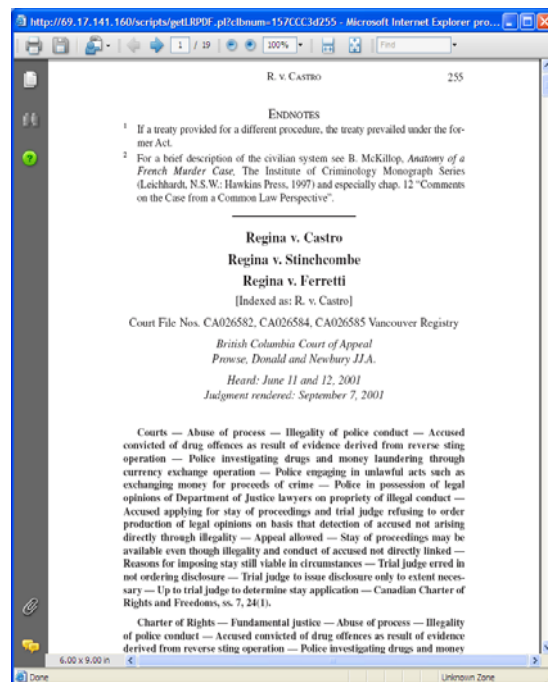 http://69.17.141.160/scripts/getLRPDF.pl?clbnum=157CCC3d255 - Microsoft Internet Explorer pro...
1 / 19 100% Find
R. v. CASTRO 255
ENDNOTES
1 If a treaty provided for a different procedure, the treaty prevailed under the for-
mer Act.
2 For a brief description of the civilian system see B. McKillop, Anatomy of a
French Murder Case, The Institute of Criminology Monograph Series
(Leichhardt, N.S.W.: Hawkins Press, 1997) and especially chap. 12 “Comments
on the Case from a Common Law Perspective”.
Regina v. Castro
Regina v. Stinchcombe
Regina v. Ferretti
[Indexed as: R. v. Castro]
Court File Nos. CA026582, CA026584, CA026585 Vancouver Registry
British Columbia Court of Appeal
Prowse, Donald and Newbury JJ.A.
Heard: June 11 and 12, 2001
Judgment rendered: September 7, 2001
Courts — Abuse of process — Illegality of police conduct — Accused
convicted of drug offences as result of evidence derived from reverse sting
operation — Police investigating drugs and money laundering through
currency exchange operation — Police engaging in unlawful acts such as
exchanging money for proceeds of crime — Police in possession of legal
opinions of Department of Justice lawyers on propriety of illegal conduct —
Accused applying for stay of proceedings and trial judge refusing to order
production of legal opinions on basis that detection of accused not arising
directly through illegality — Appeal allowed — Stay of proceedings may be
available even though illegality and conduct of accused not directly linked —
Reasons for imposing stay still viable in circumstances — Trial judge erred in
not ordering disclosure — Trial judge to issue disclosure only to extent neces-
sary — Up to trial judge to determine stay application — Canadian Charter of
Rights and Freedoms, ss. 7, 24(1).
Charter of Rights — Fundamental justice — Abuse of process — Illegality
of police conduct — Accused convicted of drug offences as result of evidence
derived from reverse sting operation — Police investigating drugs and money
6.00 x 9.00 in
Done Unknown Zone